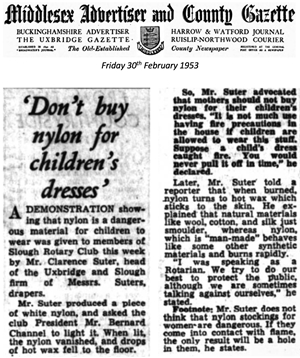 Middlesex Advertiser and County Gazette
BUCKINGHAMSHIRE ADVERTISER
THE UXBRIDGE GAZETTE
The Old-Established
HARROW & WATFORD JOURNAL
RUISLIP-NORTHWOOD COURIER
County Newspaper
Friday 30th February 1953
'Don't buy
nylon for
children's
dresses'
A DEMONSTRATION show-
ing that nylon is a danger-
ous material for children to
wear was given to members of
Slough Rotary Club this week
by Mr. Clarence Suter, head
of the Uxbridge and Slough
firm of Messrs. Suters,
drapers.
Mr. Suter produced a piece
of white nylon, and asked the
club President Mr. Bernard
Channel to light it. When lit,
the nylon vanished, and drops
of hot wax fell to the floor.
So, Mr. Suter advocated
that mothers should not buy
nylon for their children's
dresses. "It is not much use
having fire precautions in
the house if children are
allowed to wear this stuff.
Suppose a child's dress
caught fire. You would
never pull it off in time," he
declared.
Later, Mr. Suter told a
reporter that when burned,
nylon turns to hot wax which
sticks to the skin. He ex-
plained that natural materials
like wool, cotton, and silk just
smoulder, whereas nylon,
which is "man-made" behaves
like some other synthetic
materials and burns rapidly.
"I was speaking as a
Rotarian. We try to do our
best to protect the public,
although we are sometimes
talking against ourselves," he
stated.
Footnote: Mr. Suter does not
think that nylon stockings for
women are dangerous. If they
come into contact with flame,
the only result will be a hole
in them, he states.